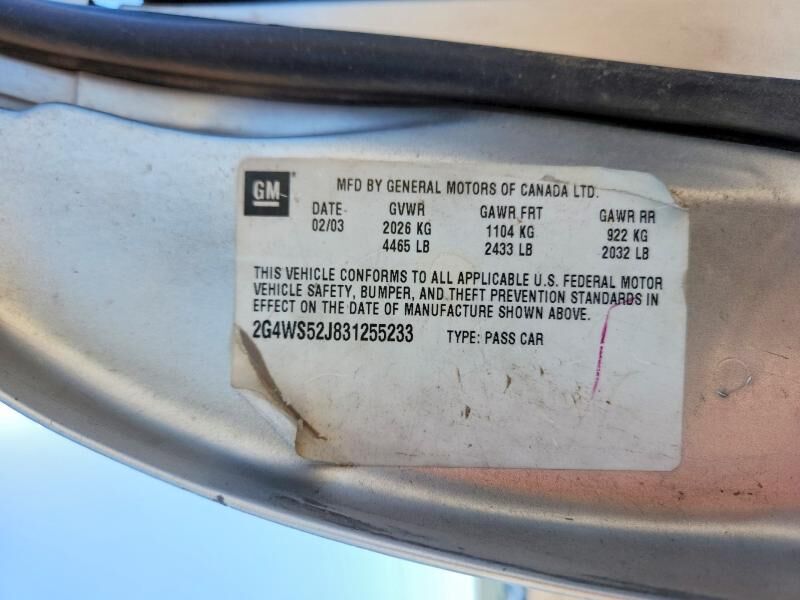 GM
MFD BY GENERAL MOTORS OF CANADA LTD.
DATE GVWR GAWR FRT GAWR RR
02/03 2026 KG 1104 KG 922 KG
4465 LB 2433 LB 2032 LB
THIS VEHICLE CONFORMS TO ALL APPLICABLE U.S. FEDERAL MOTOR
VEHICLE SAFETY, BUMPER, AND THEFT PREVENTION STANDARDS IN
EFFECT ON THE DATE OF MANUFACTURE SHOWN ABOVE.
2G4WS52J831255233 TYPE: PASS CAR